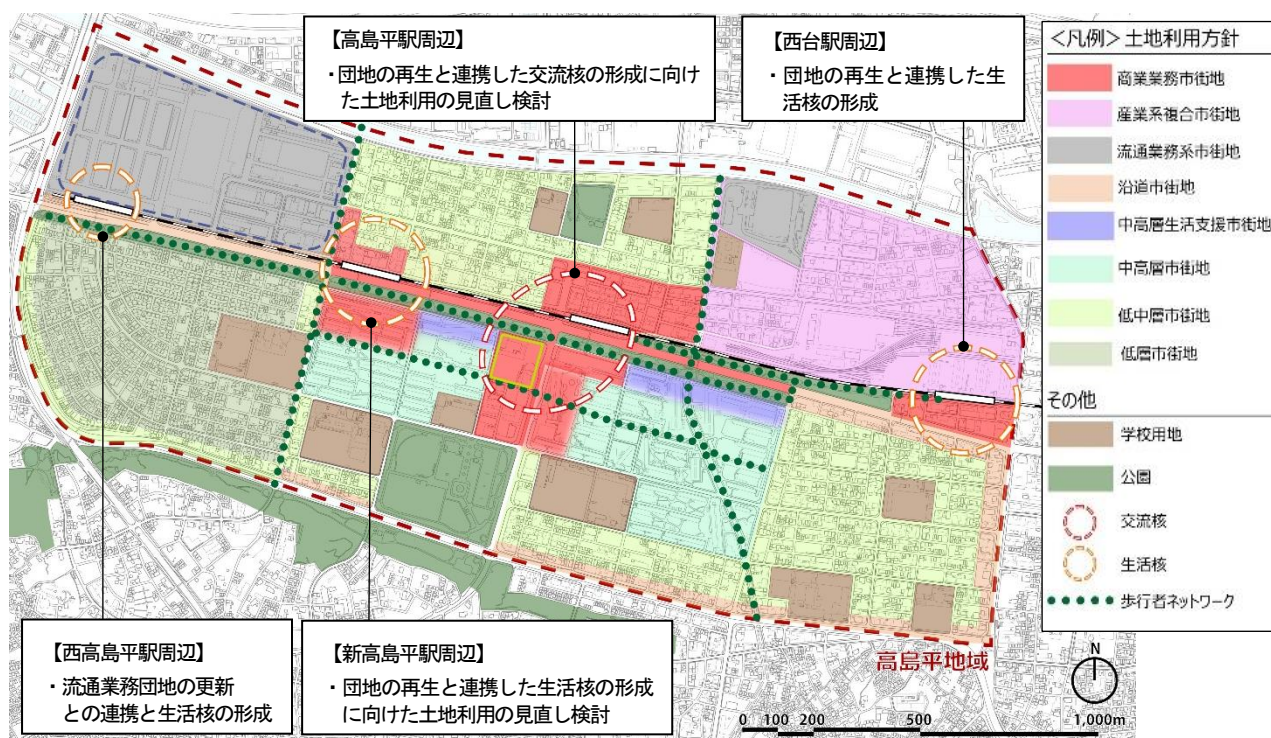 【高島平駅周辺】
・団地の再生と連携した交流核の形成に向け
た土地利用の見直し検討
【西台駅周辺】
・団地の再生と連携した生
活核の形成
<凡例>土地利用方針
商業業務市街地
産業系複合市街地
流通業務系市街地
沿道市街地
中高層生活支援市街地
中高層市街地
低中層市街地
低層市街地
その他
学校用地
公園
交流核
生活核
歩行者ネットワーク
【西高島平駅周辺】
・流通業務団地の更新
との連携と生活核の形成
【新高島平駅周辺】
・団地の再生と連携した生活核の形成
に向けた土地利用の見直し検討
高島平地域
N
0 100 200 500 1,000m